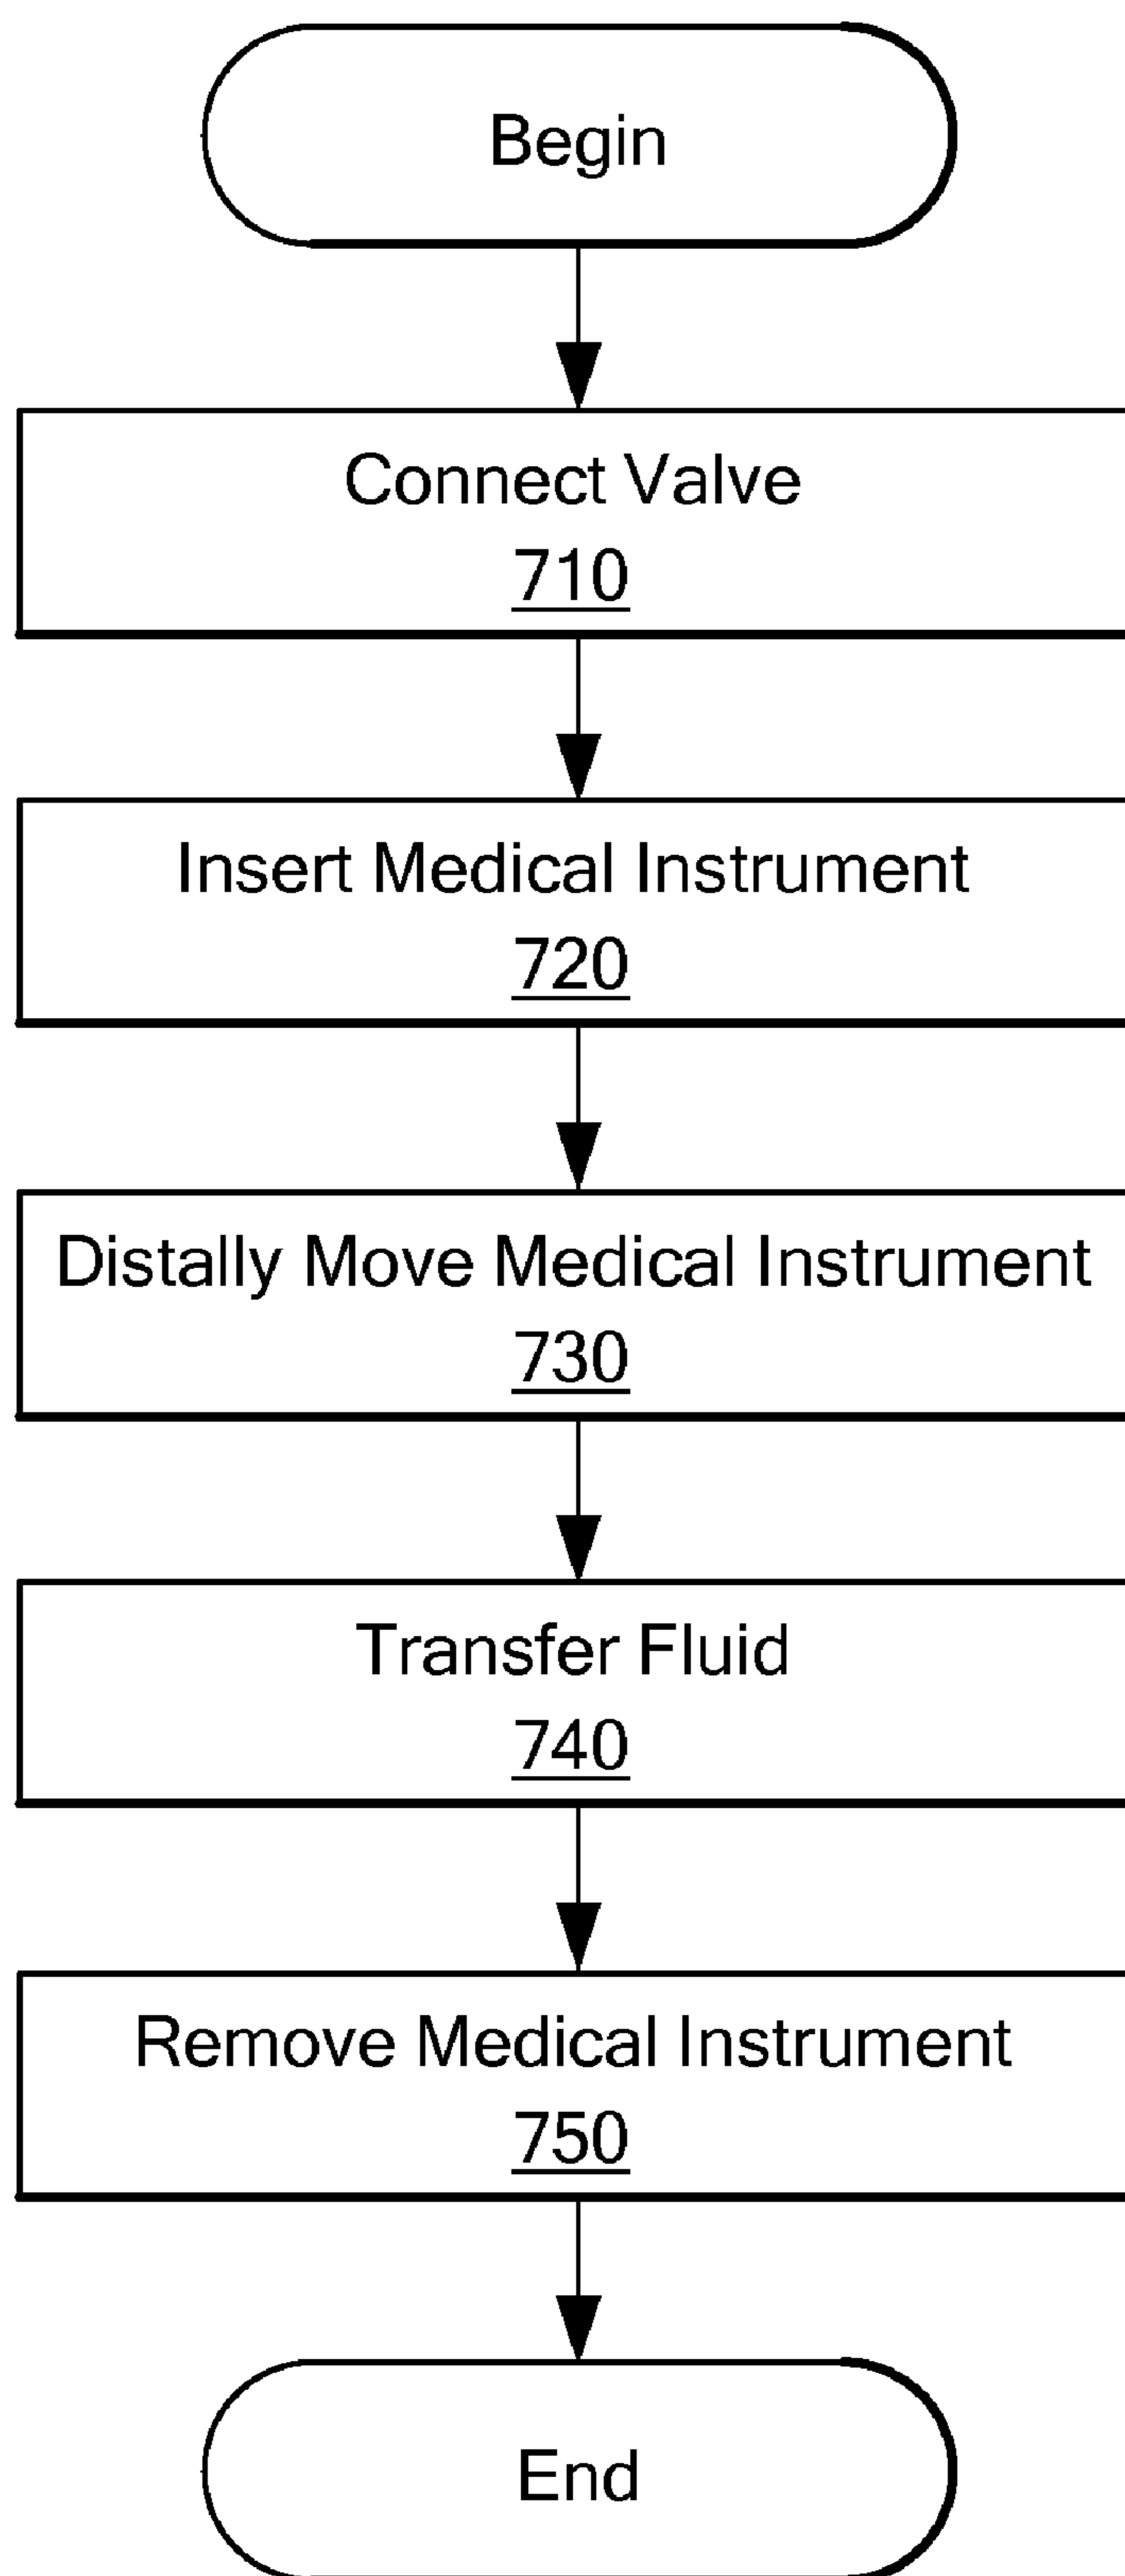 Begin
Connect Valve
710
Insert Medical Instrument
720
Distally Move Medical Instrument
730
Transfer Fluid
740
Remove Medical Instrument
750
End